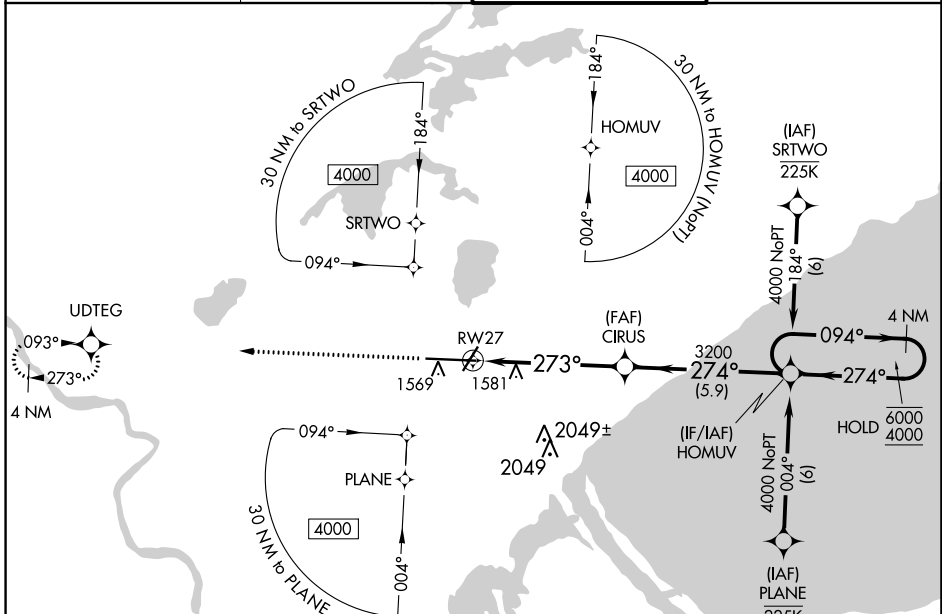 30 NM to SRTWO
184°
4000
SRTWO
094°
184°
HOMUV
30 NM to HOMUV (NoPT)
4000
004°
(IAF)
SRTWO
225K
4000 NoPT
184°
(6)
UDTEG
093°
273°
4 NM
RW27
1569
1581
273°
(FAF)
CIRUS
3200
274°
(5.9)
094°
4 NM
274°
HOLD
6000
4000
(IF/IAF)
HOMUV
2049±
2049
094°
PLANE
4000
30 NM to PLANE
004°
4000 NoPT
004°
(6)
(IAF)
PLANE